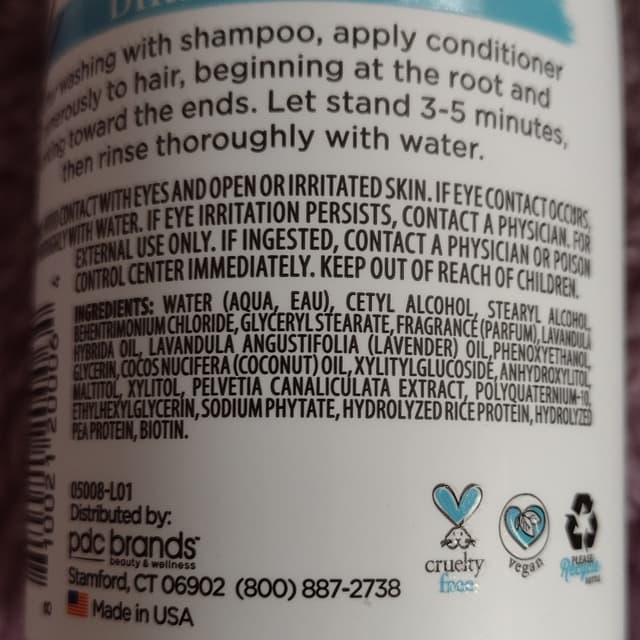 washing with shampoo, apply conditioner
to hair, beginning at the root and
toward the ends. Let stand 3-5 minutes,
then rinse thoroughly with water.
CONTACT WITH EYES AND OPEN OR IRRITATED SKIN. IF EYE CONTACT OCCURS,
WITH WATER. IF EYE IRRITATION PERSISTS, CONTACT A PHYSICIAN. FOR
EXTERNAL USE ONLY. IF INGESTED, CONTACT A PHYSICIAN OR POISON
CONTROL CENTER IMMEDIATELY. KEEP OUT OF REACH OF CHILDREN.
INGREDIENTS: WATER (AQUA, EAU), CETYL ALCOHOL, STEARYL ALCOHOL,
BEHENTRIMONIUM CHLORIDE, GLYCERYL STEARATE, FRAGRANCE (PARFUM), LAVANDULA
HYBRIDA OIL, LAVANDULA ANGUSTIFOLIA (LAVENDER) OIL, PHENOXYETHANOL,
GLYCERIN, COCOS NUCIFERA (COCONUT) OIL, XYLITYLGLUCOSIDE, ANHYDROXYLITOL,
MALTITOL, XYLITOL, PELVETIA CANALICULATA EXTRACT, POLYQUATERNIUM-10,
ETHYLHEXYLGLYCERIN, SODIUM PHYTATE, HYDROLYZED RICE PROTEIN, HYDROLYZED
PEA PROTEIN, BIOTIN.
05008-L01
Distributed by:
pdc brands
beauty & wellness
Stamford, CT 06902 (800) 887-2738
Made in USA
cruelty
free
vegan
PLEASE
Recycle